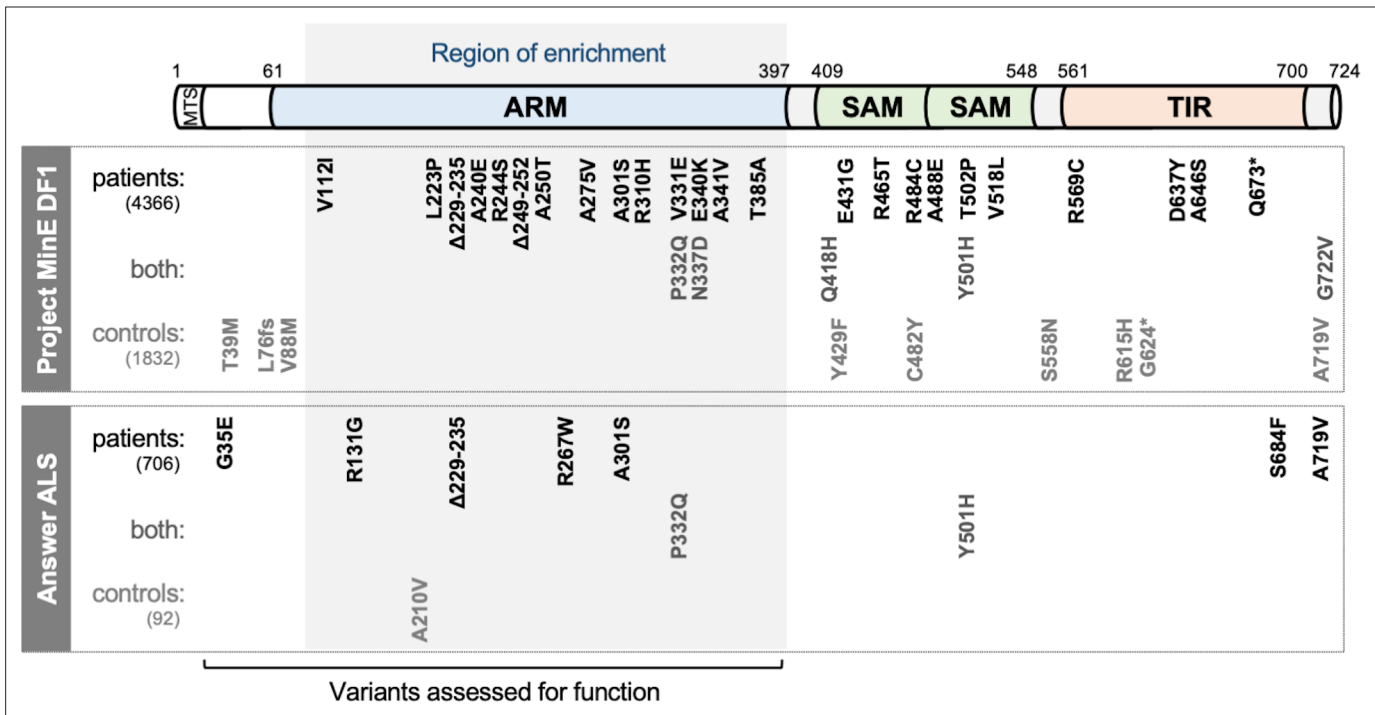 Region of enrichment
1 61 397 409 548 561 700 724
MTS ARM SAM SAM TIR
Project MinE DF1
patients: V112I L223P Δ229-235 A240E R244S Δ249-252 A250T A275V A301S R310H V331E E340K A341V T385A E431G R465T R484C A488E T502P V518L R569C D637Y A646S Q673*
(4366)
both: P332Q N337D Q418H Y501H G722V
controls: T39M L76fs V88M Y429F C482Y S558N R615H G624* A719V
(1832)
Answer ALS
patients: G35E R131G Δ229-235 R267W A301S S684F A719V
(706)
both: P332Q Y501H
controls: A210V
(92)
Variants assessed for function